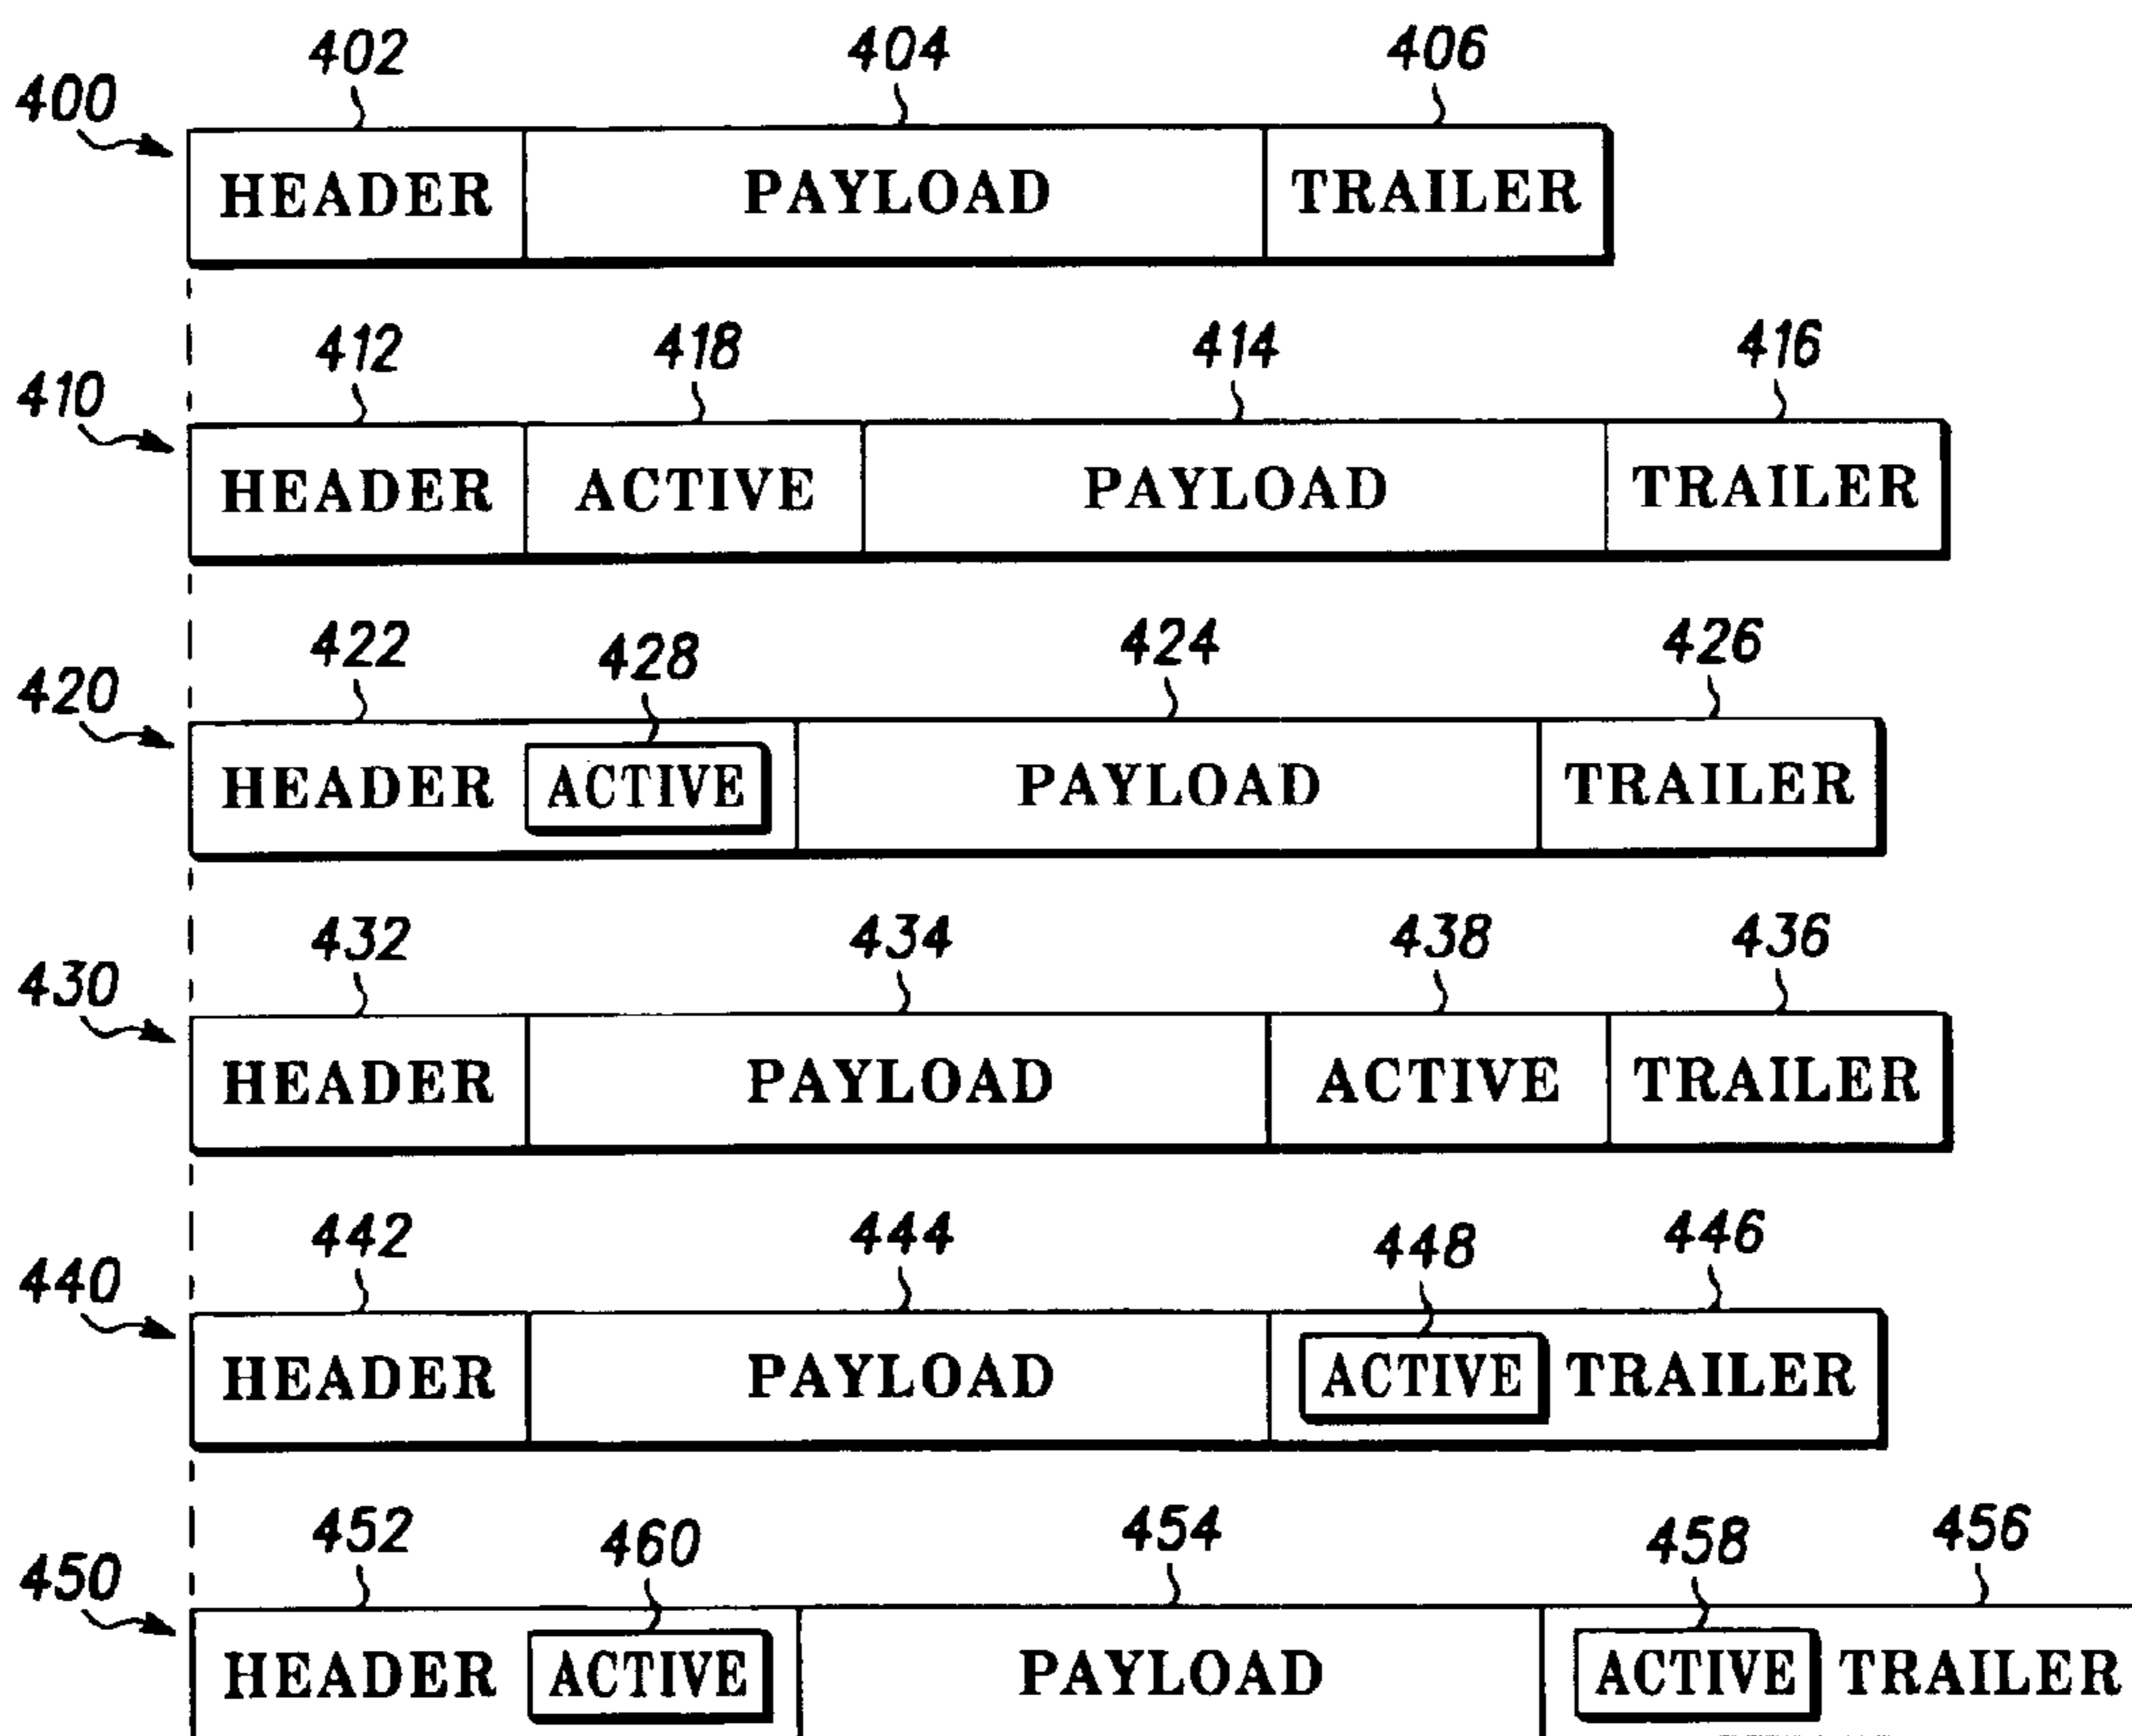 402 404 406
400
HEADER PAYLOAD TRAILER
412 418 414 416
410
HEADER ACTIVE PAYLOAD TRAILER
422 428 424 426
420
HEADER ACTIVE PAYLOAD TRAILER
432 434 438 436
430
HEADER PAYLOAD ACTIVE TRAILER
442 444 448 446
440
HEADER PAYLOAD ACTIVE TRAILER
452 460 454 458 456
450
HEADER ACTIVE PAYLOAD ACTIVE TRAILER